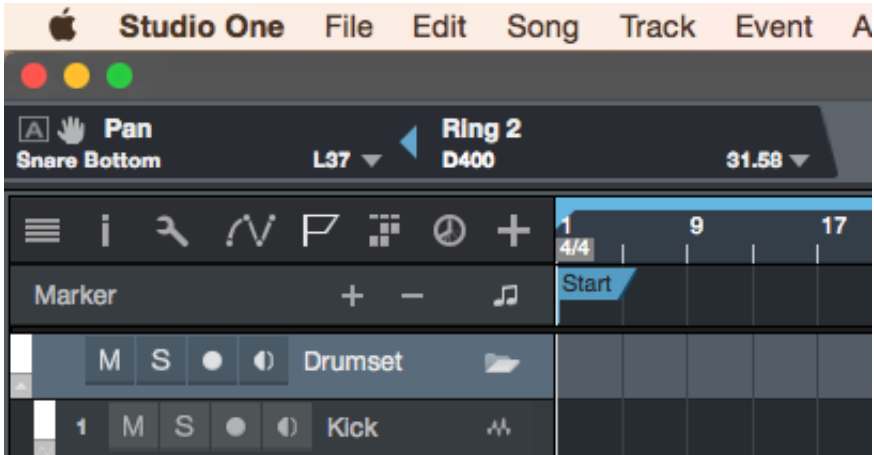 Studio One File Edit Song Track Event A
A Pan Ring 2
Snare Bottom L37 D400 31.58
i 1 9 17
4/4
Marker + − Start
M S Drumset
1 M S Kick